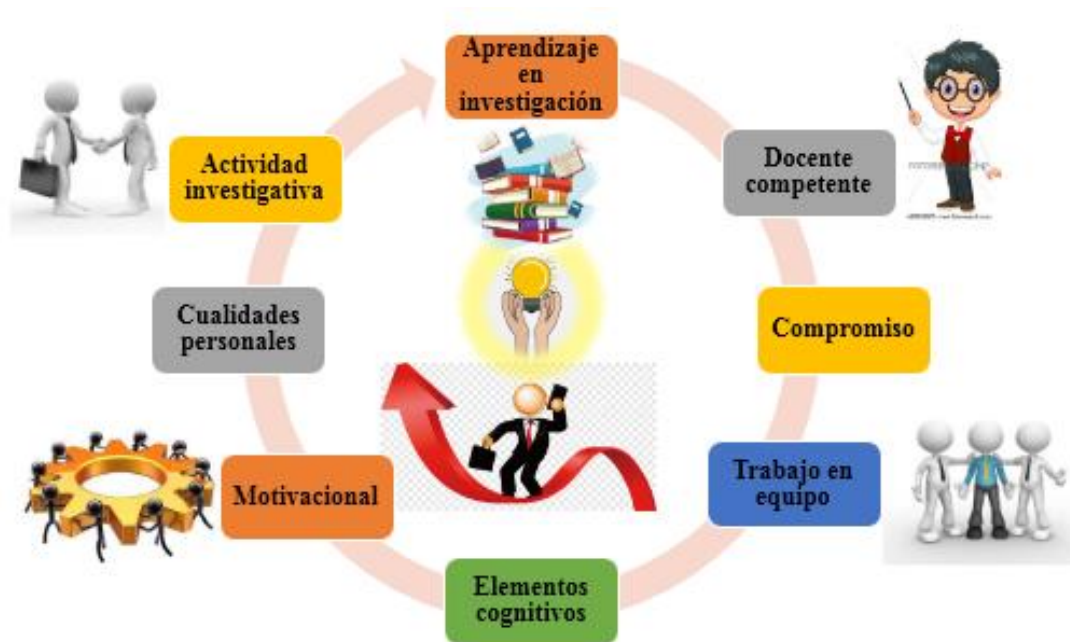 Aprendizaje
en
investigación
Docente
competente
Compromiso
Trabajo en
equipo
Elementos
cognitivos
Motivacional
Cualidades
personales
Actividad
investigativa